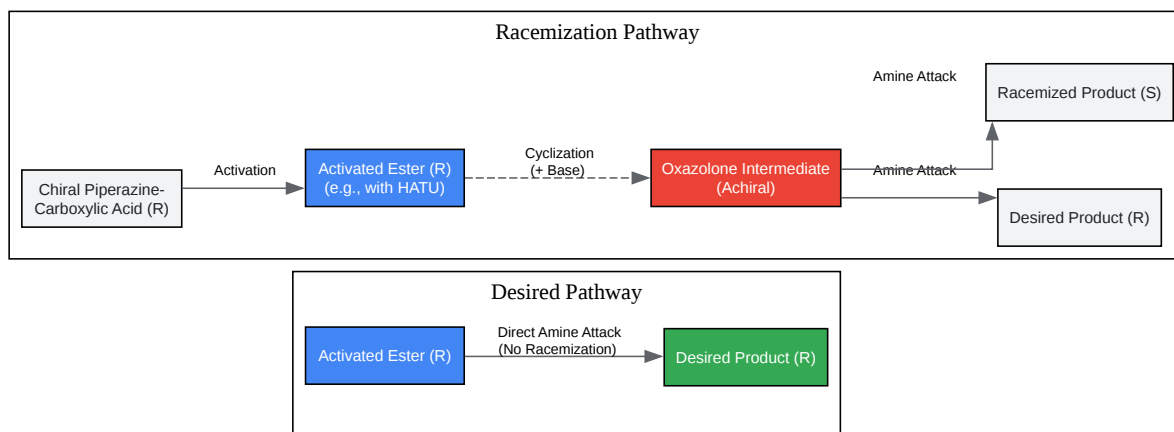 Racemization Pathway
Amine Attack
Racemized Product (S)
Activation
Activated Ester (R)
(e.g., with HATU)
Cyclization
(+ Base)
Oxazolone Intermediate
(Achiral)
Amine Attack
Chiral Piperazine-
Carboxylic Acid (R)
Desired Product (R)
Desired Pathway
Activated Ester (R)
Direct Amine Attack
(No Racemization)
Desired Product (R)